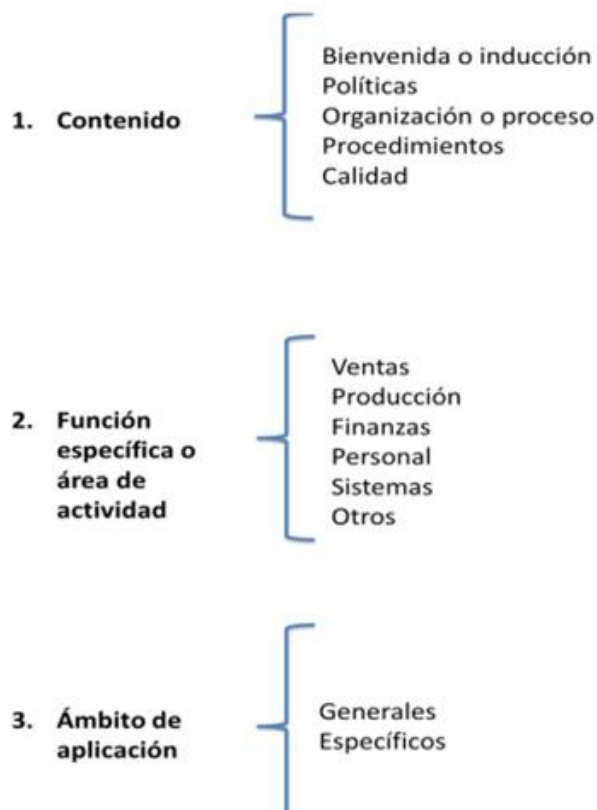 1. Contenido
Bienvenida o inducción
Políticas
Organización o proceso
Procedimientos
Calidad
2. Función
específica o
área de
actividad
Ventas
Producción
Finanzas
Personal
Sistemas
Otros
3. Ámbito de
aplicación
Generales
Específicos